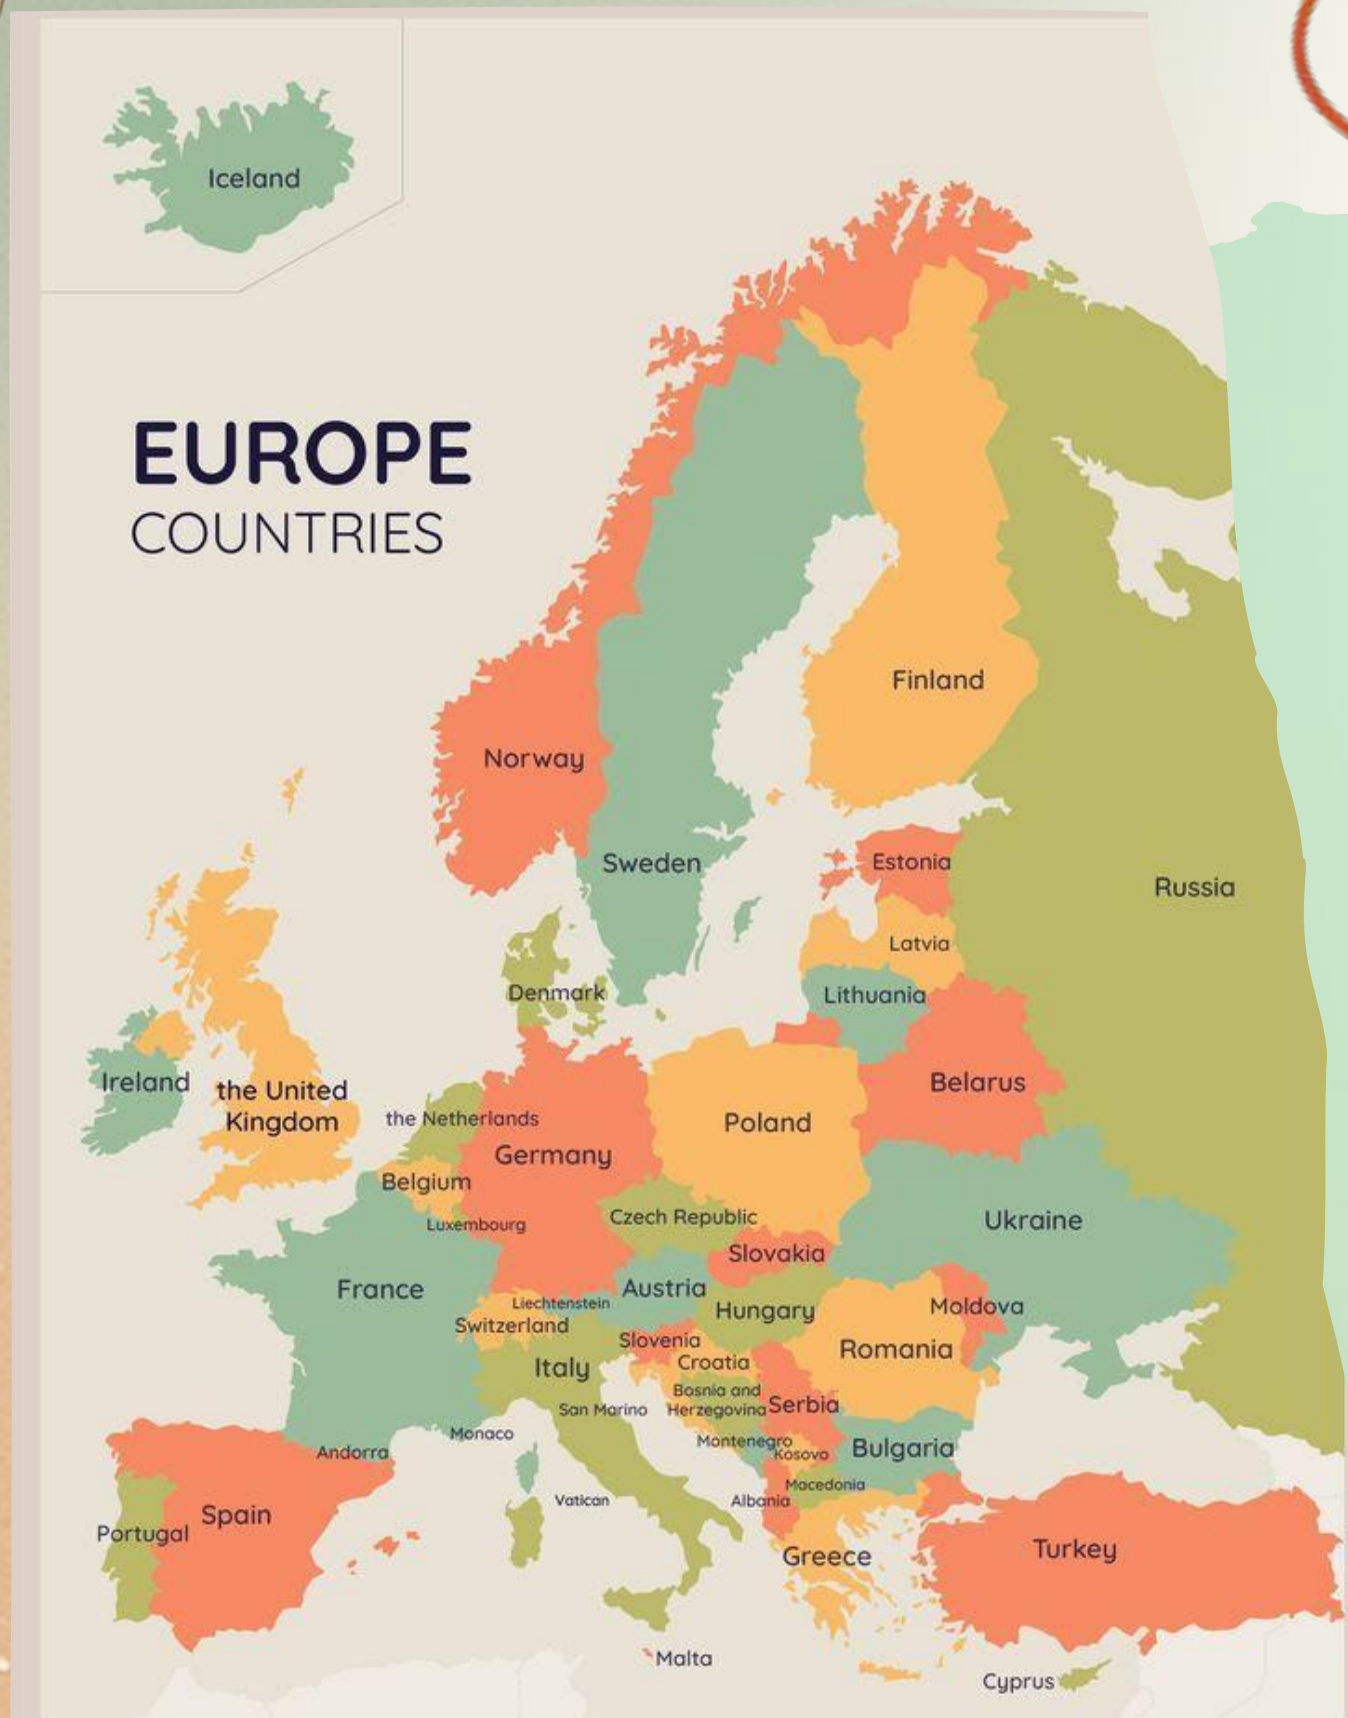 Iceland
EUROPE
COUNTRIES
Finland
Norway
Sweden
Estonia
Russia
Latvia
Denmark
Lithuania
Ireland
the United
Kingdom
Belarus
the Netherlands
Poland
Germany
Belgium
Luxembourg
Czech Republic
Ukraine
Slovakia
France
Austria
Liechtenstein
Hungary
Moldova
Switzerland
Slovenia
Romania
Italy
Croatia
Bosnia and
Herzegovina
Serbia
San Marino
Monaco
Montenegro
Kosovo
Bulgaria
Andorra
Macedonia
Vatican
Albania
Spain
Portugal
Greece
Turkey
Malta
Cyprus